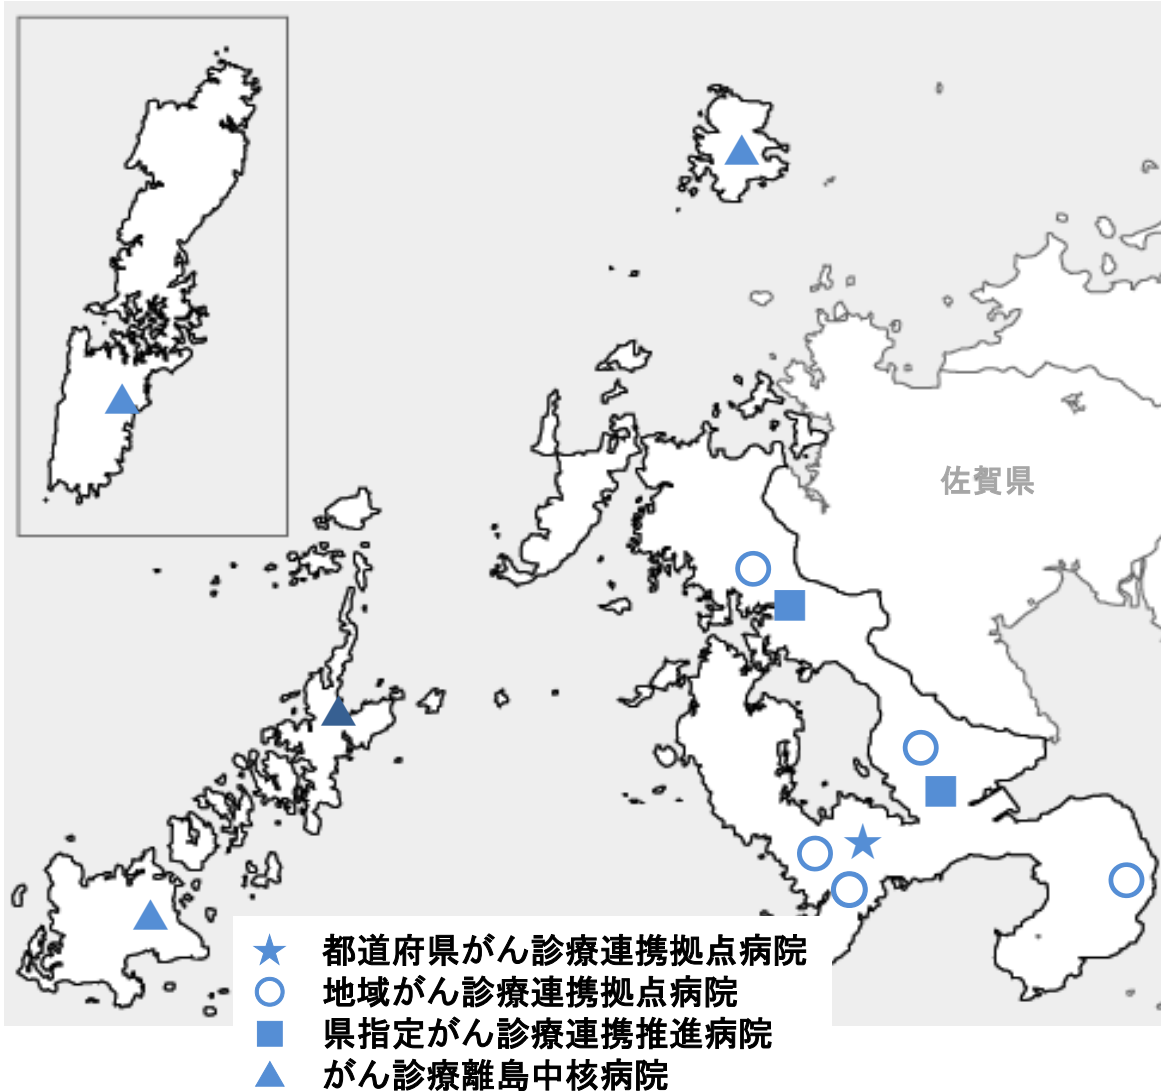 佐賀県
都道府県がん診療連携拠点病院
地域がん診療連携拠点病院
県指定がん診療連携推進病院
がん診療離島中核病院